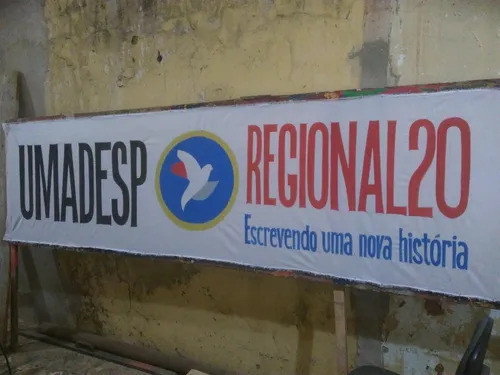 UMADESP REGIONAL20
Escrevendo uma nova história